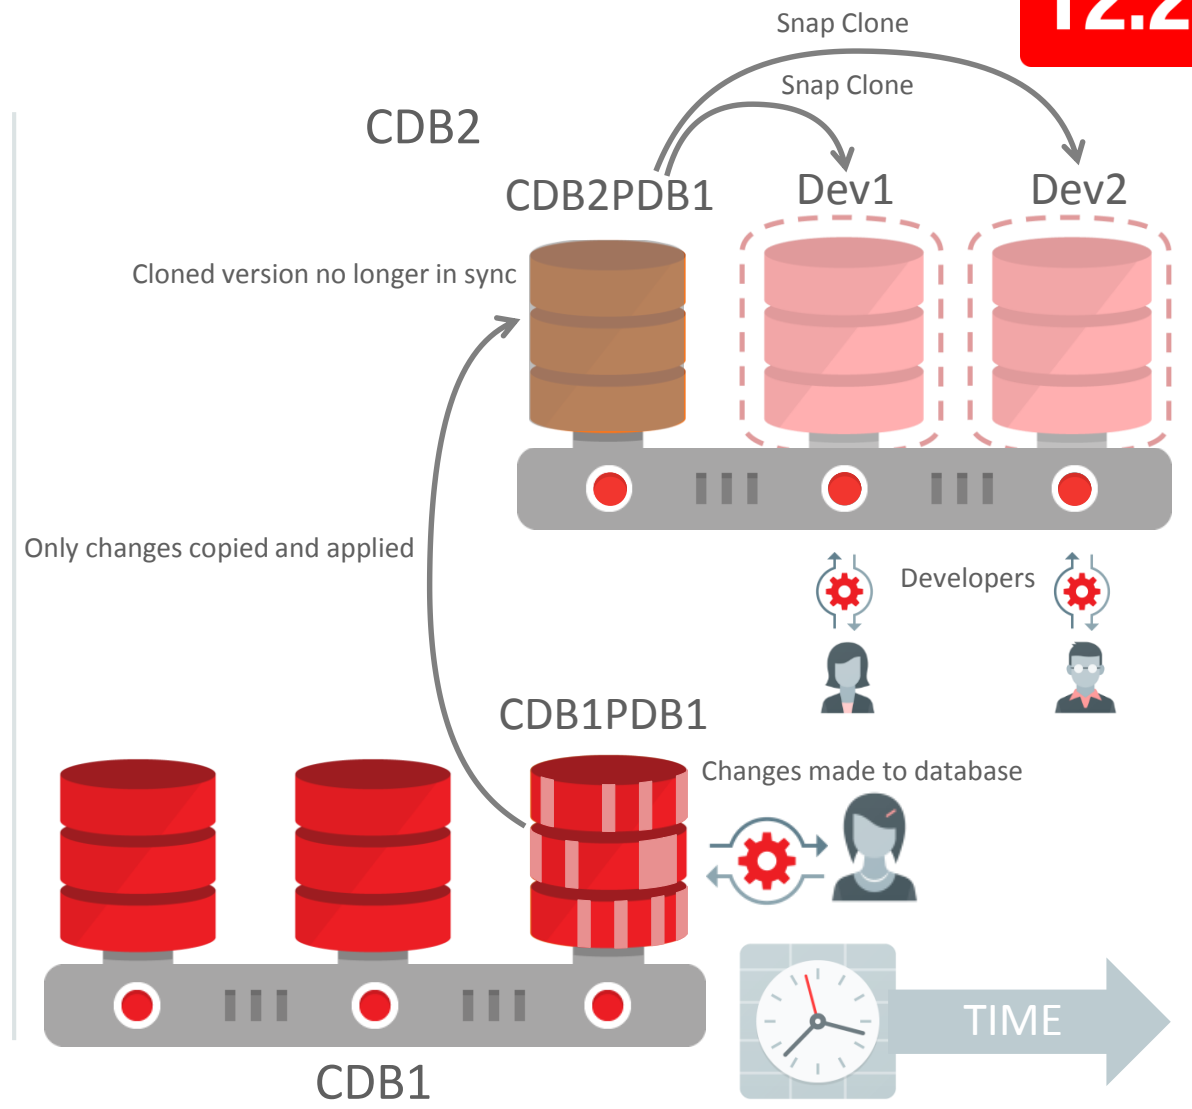 12.2
Snap Clone
Snap Clone
CDB2
CDB2PDB1
Dev1
Dev2
Cloned version no longer in sync
Only changes copied and applied
Developers
CDB1PDB1
Changes made to database
TIME
CDB1